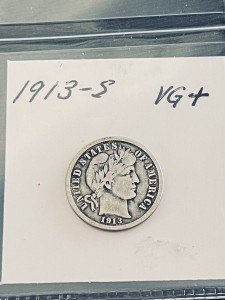 1913-S VG+
UNITED STATES OF AMERICA
1913